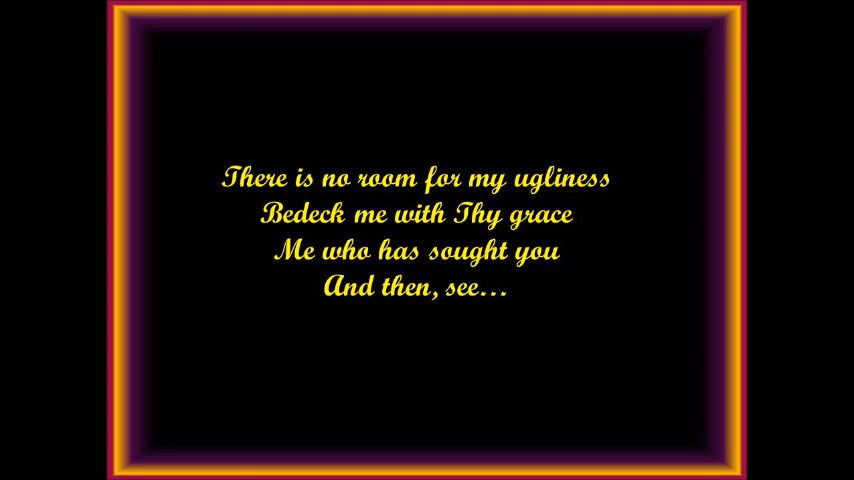 There is no room for my ugliness
Bedeck me with Thy grace
Me who has sought you
And then, see...